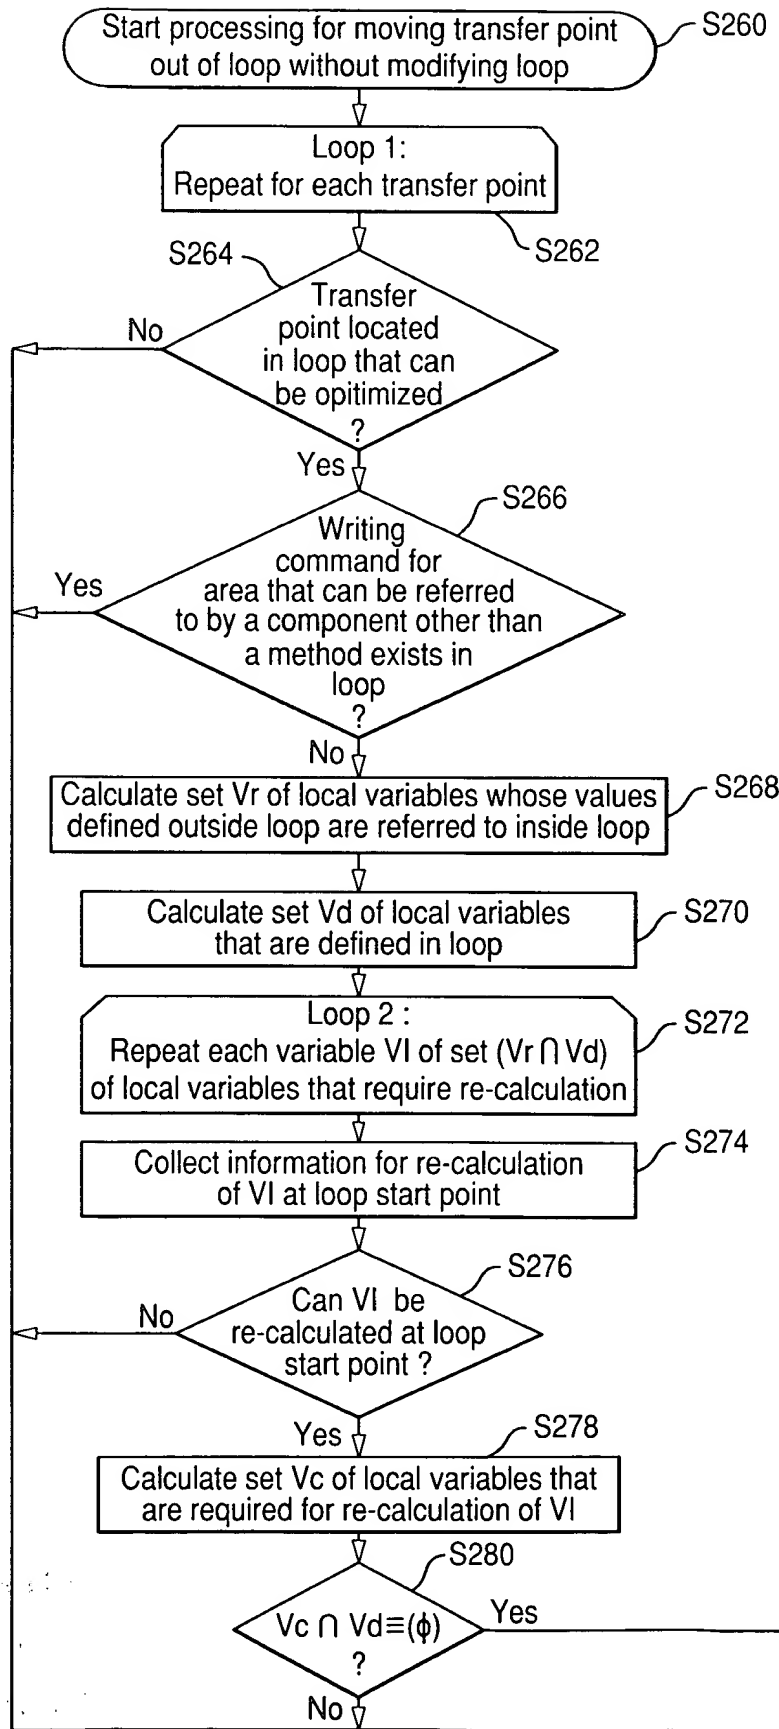 Start processing for moving transfer point
out of loop without modifying loop
S260
Loop 1:
Repeat for each transfer point
S262
S264
Transfer
point located
in loop that can
be opitimized
?
No
Yes
S266
Writing
command for
area that can be referred
to by a component other than
a method exists in
loop
?
Yes
No
Calculate set Vr of local variables whose values
defined outside loop are referred to inside loop
S268
Calculate set Vd of local variables
that are defined in loop
S270
Loop 2 :
Repeat each variable VI of set (Vr ∩ Vd)
of local variables that require re-calculation
S272
Collect information for re-calculation
of VI at loop start point
S274
S276
Can VI be
re-calculated at loop
start point ?
No
Yes
S278
Calculate set Vc of local variables that
are required for re-calculation of VI
S280
Vc ∩ Vd≡(ϕ)
?
Yes
No